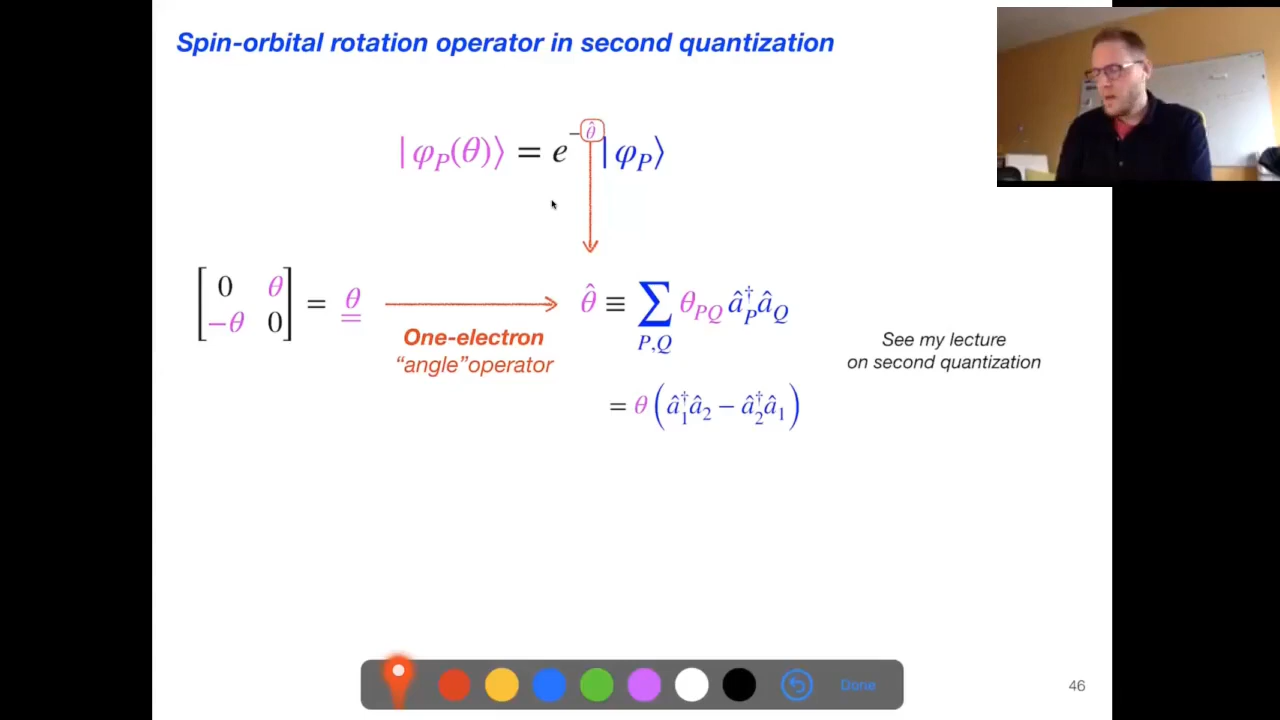 Spin-orbital rotation operator in second quantization
|φ_P(θ)⟩ = e^{−θ̂} |φ_P⟩
[0 θ; −θ 0] = θ
θ̂ ≡ ∑_{P,Q} θ_{PQ} â†_P â_Q
One-electron
“angle”operator
See my lecture
on second quantization
= θ (â†_1 â_2 − â†_2 â_1)
Done
46